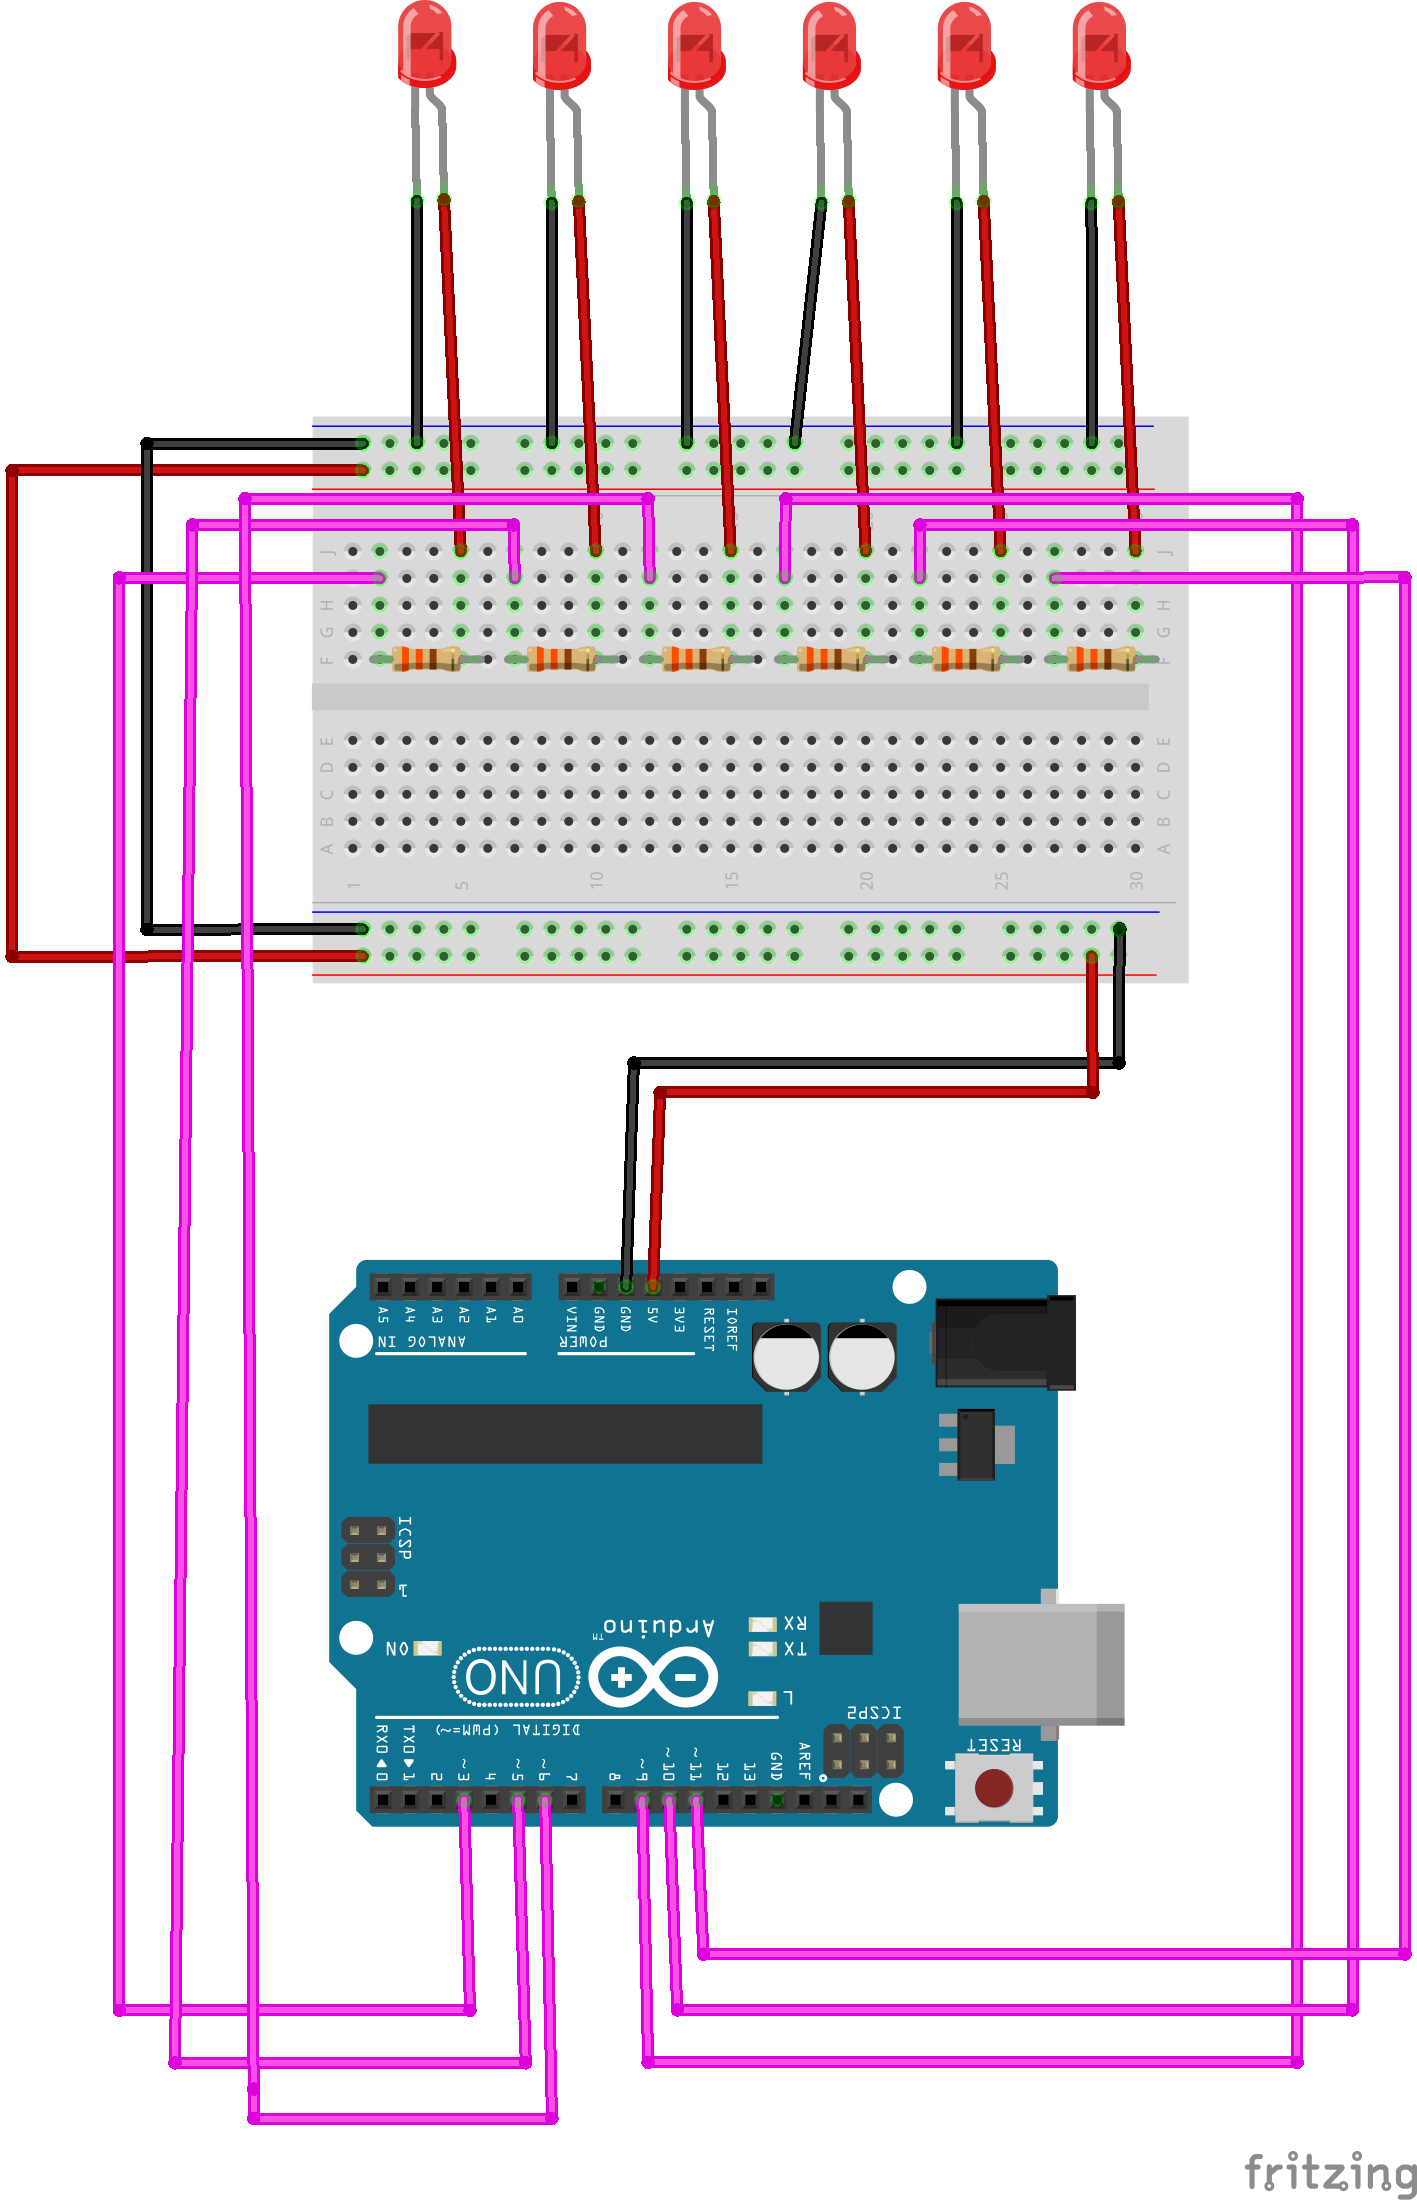 J J
H H
G G
F F
E E
D D
C C
B B
A A
1 5 10 15 20 25 30
A5 A4 A3 A2 A1 A0 VIN GND GND 5V 3V3 RESET IOREF
ANALOG IN POWER
ICSP
1
Arduino™
RX
TX
ON
UNO
L
ICSP2
DIGITAL (PWM=~)
RX0◀0 TX0▶1 2 ~3 4 ~5 ~6 7 8 ~9 ~10 ~11 12 13 GND AREF
RESET
fritzing